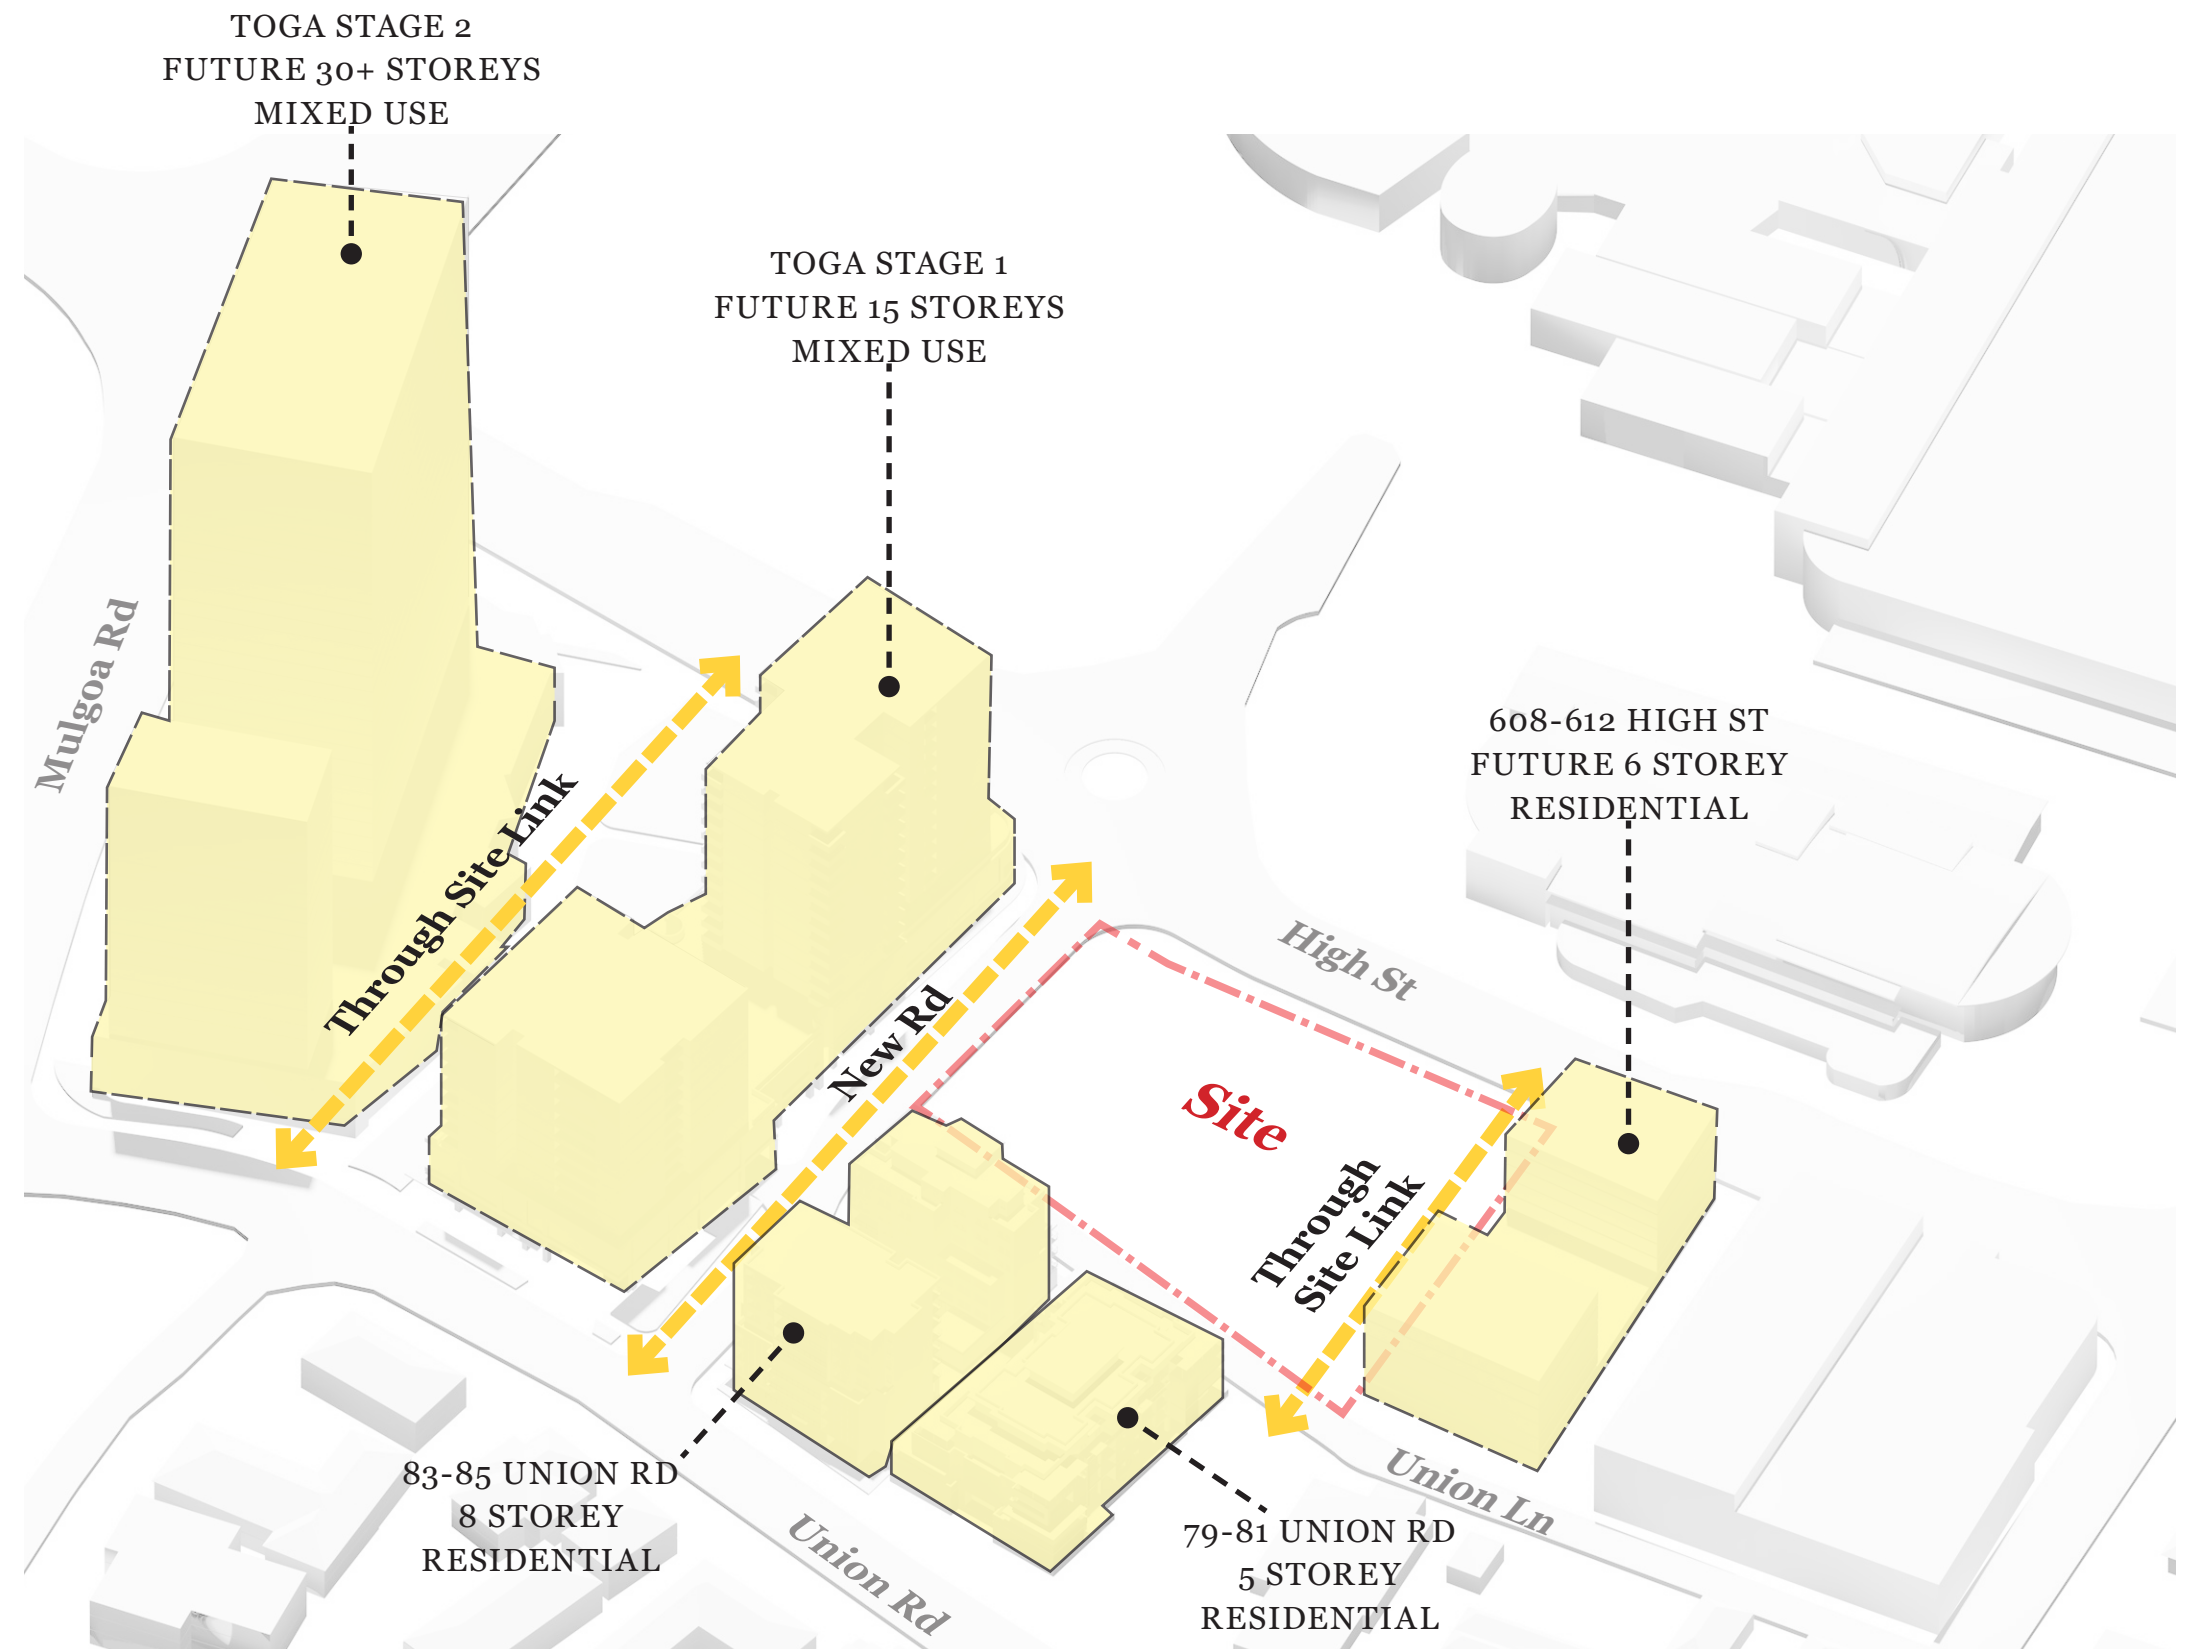 TOGA STAGE 2
FUTURE 30+ STOREYS
MIXED USE
TOGA STAGE 1
FUTURE 15 STOREYS
MIXED USE
Mulgoa Rd
Through Site Link
New Rd
High St
608-612 HIGH ST
FUTURE 6 STOREY
RESIDENTIAL
Site
Through
Site Link
83-85 UNION RD
8 STOREY
RESIDENTIAL
Union Rd
79-81 UNION RD
5 STOREY
RESIDENTIAL
Union Ln